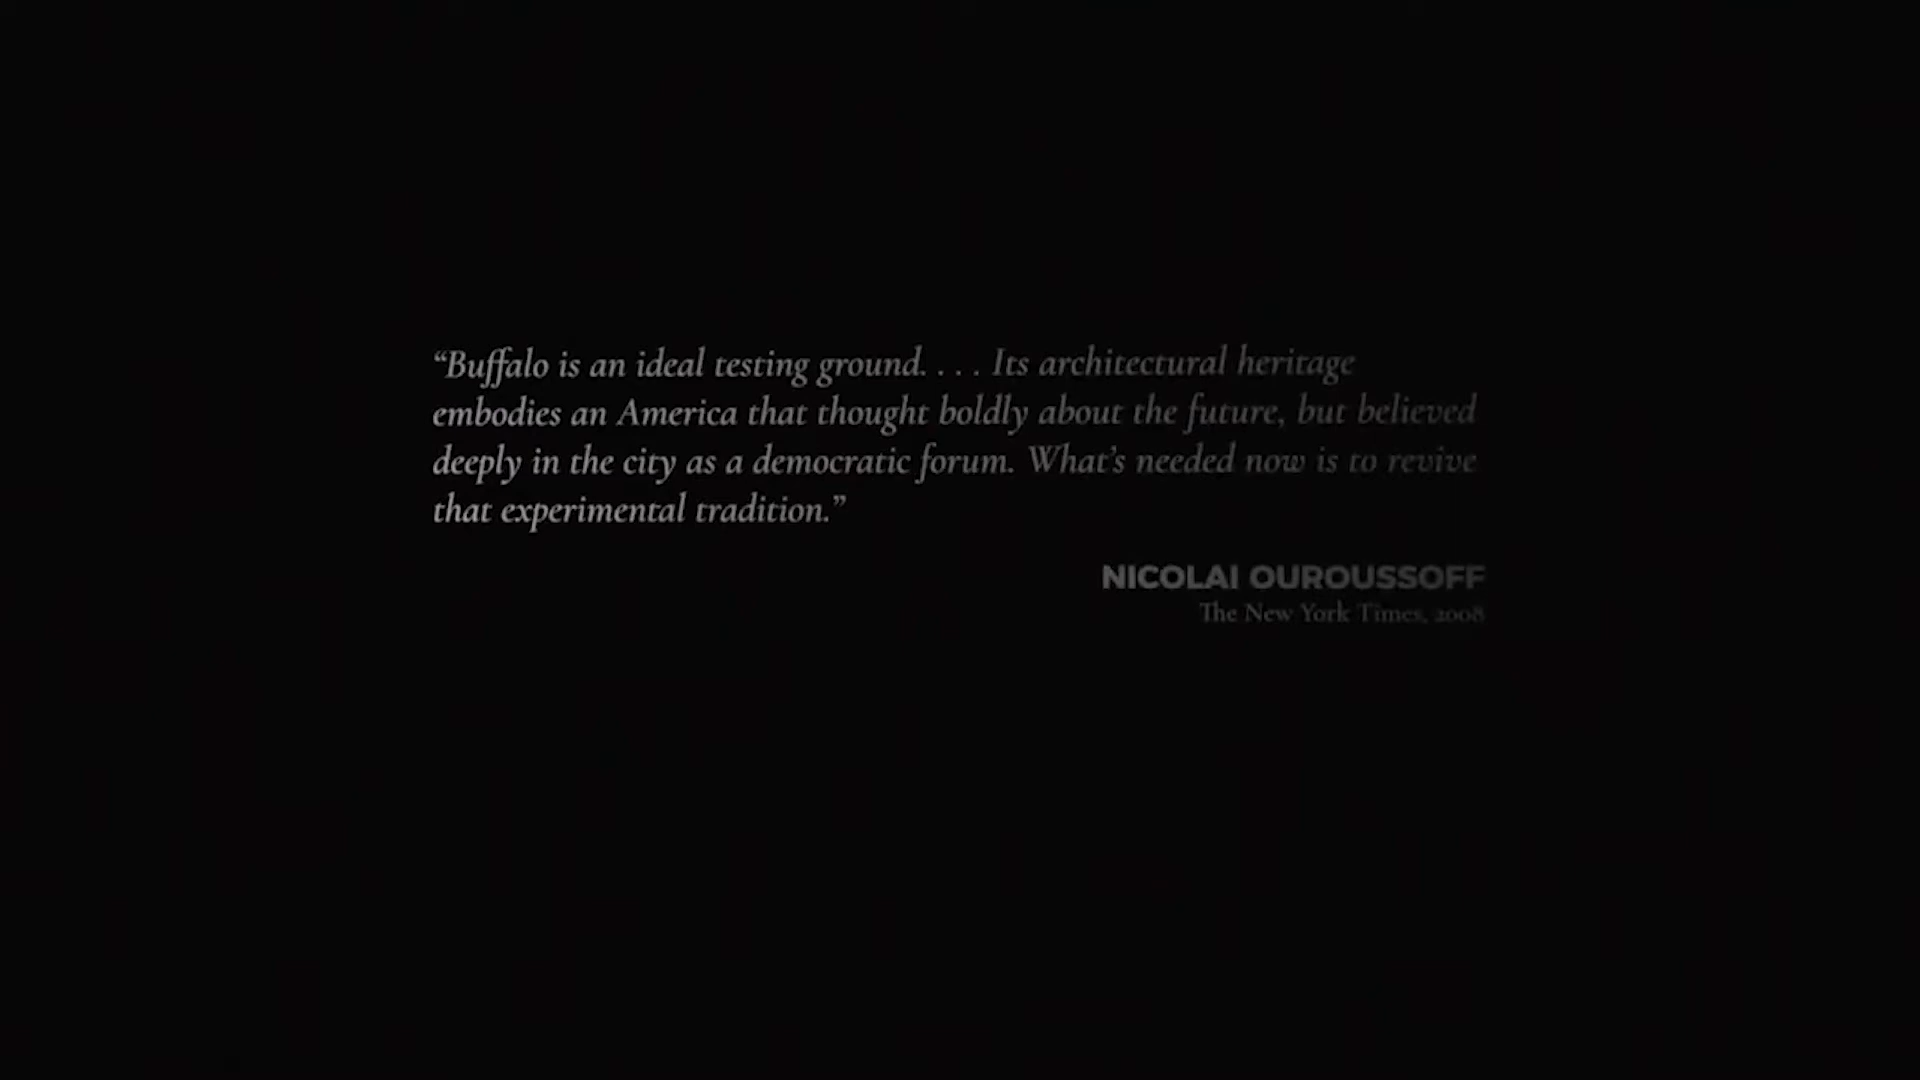 “Buffalo is an ideal testing ground. . . . Its architectural heritage
embodies an America that thought boldly about the future, but believed
deeply in the city as a democratic forum. What’s needed now is to revive
that experimental tradition.”
NICOLAI OUROUSSOFF
The New York Times, 2008